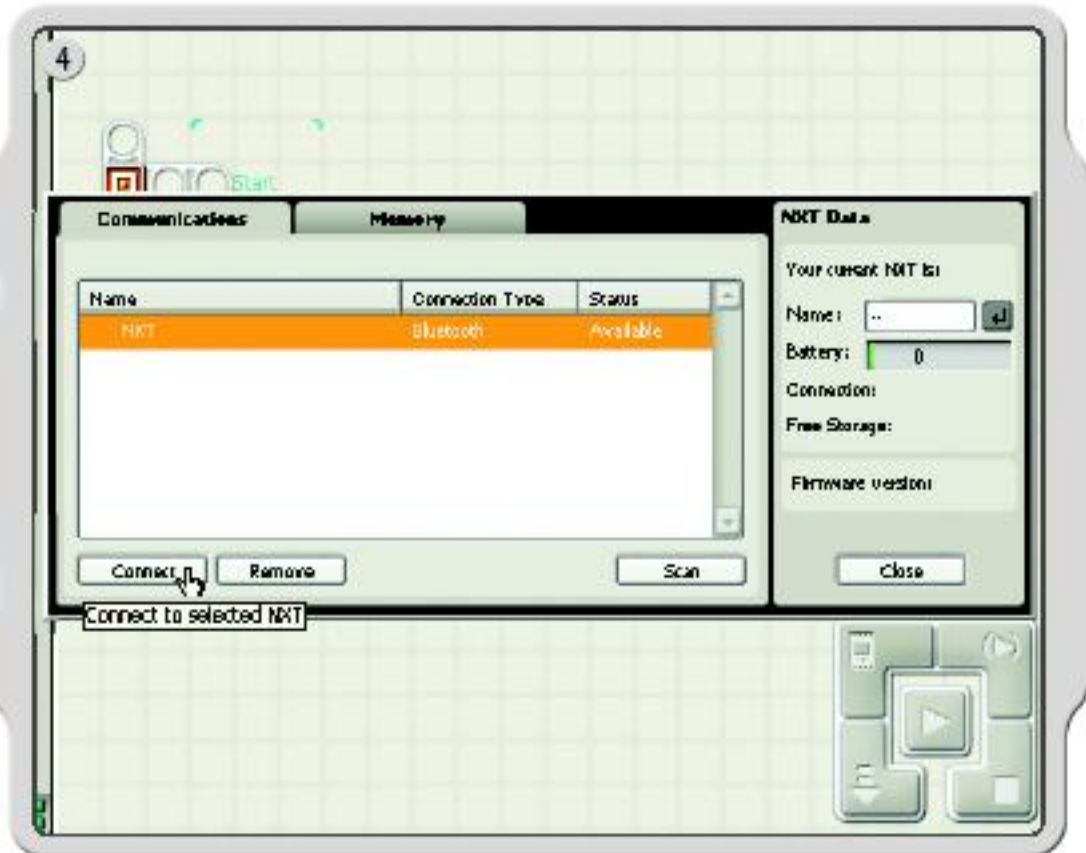 4
Start
Communications
Memory
NXT Data
Your current NXT is:
Name
Connection Type
Status
Name:
--
NXT
Bluetooth
Available
Battery:
0
Connection:
Free Storage:
Firmware version:
Connect
Remove
Scan
Close
Connect to selected NXT